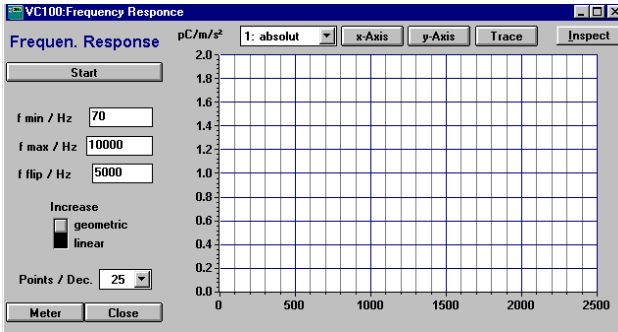 VC100:Frequency Responce
Frequen. Response
Start
f min / Hz 70
f max / Hz 10000
f flip / Hz 5000
Increase
geometric
linear
Points / Dec. 25
Meter Close
pC/m/s² 1: absolut x-Axis y-Axis Trace Inspect
2.0
1.8
1.6
1.4
1.2
1.0
0.8
0.6
0.4
0.2
0.0
0 500 1000 1500 2000 2500